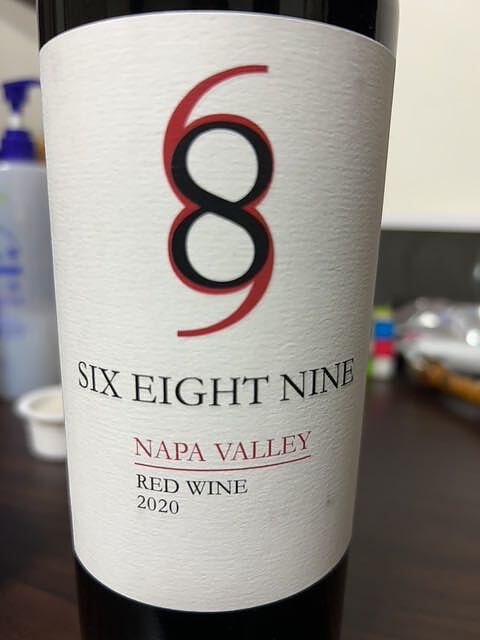 689
SIX EIGHT NINE
NAPA VALLEY
RED WINE
2020